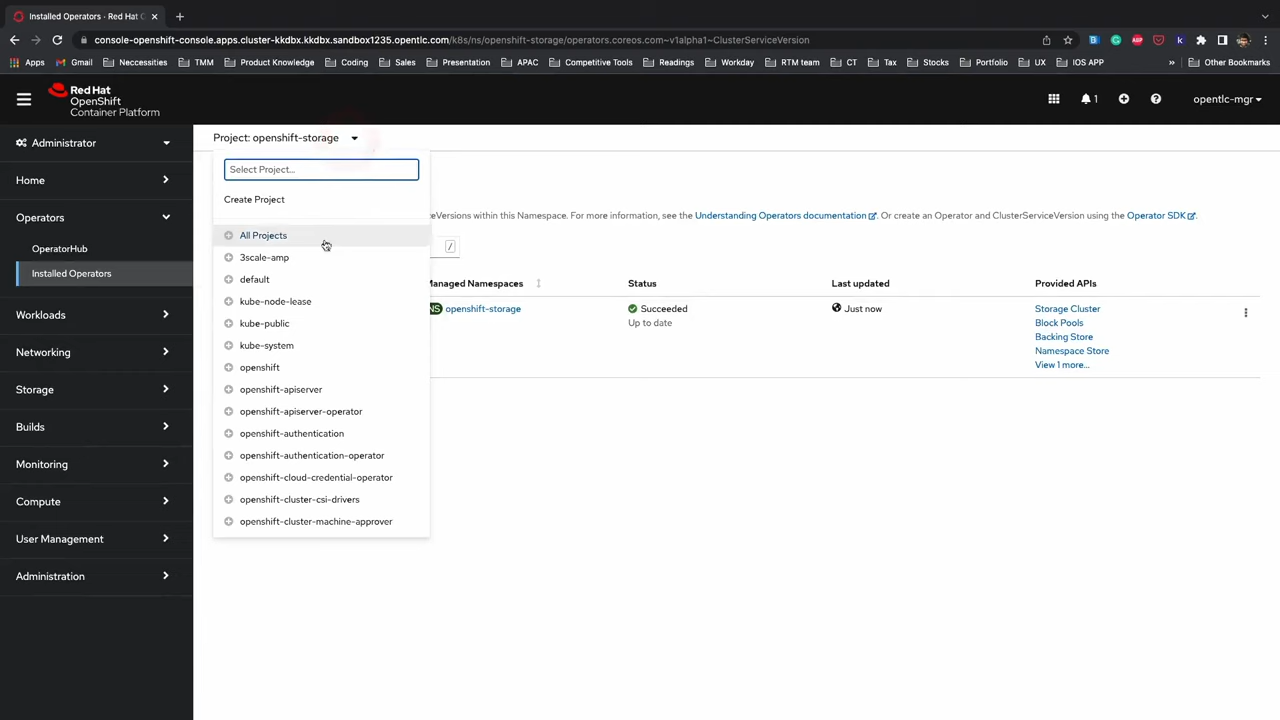 Installed Operators · Red Hat
console-openshift-console.apps.cluster-kkdbx.kkdbx.sandbox1235.opentlc.com/k8s/ns/openshift-storage/operators.coreos.com~v1alpha1~ClusterServiceVersion
Apps Gmail Neccessities TMM Product Knowledge Coding Sales Presentation APAC Competitive Tools Readings Workday RTM team CT Tax Stocks Portfolio UX IOS APP » Other Bookmarks
Red Hat
OpenShift
Container Platform
1
opentlc-mgr
Administrator
Home
Operators
OperatorHub
Installed Operators
Workloads
Networking
Storage
Builds
Monitoring
Compute
User Management
Administration
Project: openshift-storage
Select Project...
Create Project
All Projects
3scale-amp
default
kube-node-lease
kube-public
kube-system
openshift
openshift-apiserver
openshift-apiserver-operator
openshift-authentication
openshift-authentication-operator
openshift-cloud-credential-operator
openshift-cluster-csi-drivers
openshift-cluster-machine-approver
ceVersions within this Namespace. For more information, see the Understanding Operators documentation. Or create an Operator and ClusterServiceVersion using the Operator SDK.
/
Managed Namespaces Status Last updated Provided APIs
NS openshift-storage Succeeded Just now Storage Cluster
Up to date Block Pools
Backing Store
Namespace Store
View 1 more...